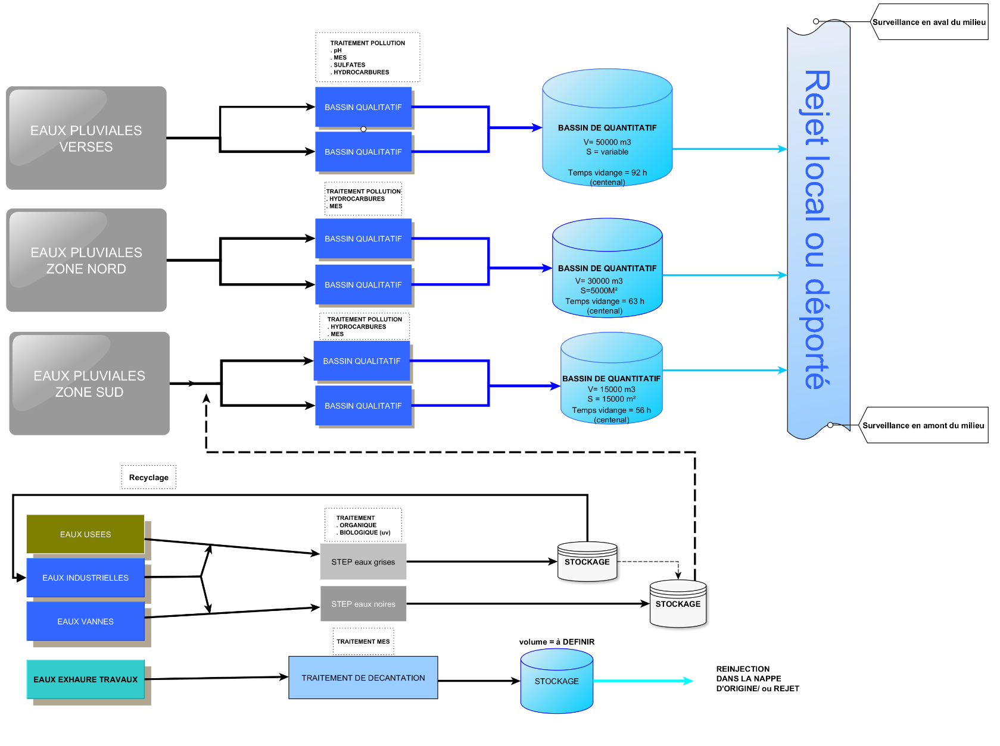 Surveillance en aval du milieu
TRAITEMENT POLLUTION
. pH
. MES
. SULFATES
. HYDROCARBURES
EAUX PLUVIALES
VERSES
BASSIN QUALITATIF
BASSIN QUALITATIF
BASSIN DE QUANTITATIF
V= 50000 m3
S = variable
Temps vidange = 92 h
(centenal)
Rejet local ou déporté
TRAITEMENT POLLUTION
. HYDROCARBURES
. MES
EAUX PLUVIALES
ZONE NORD
BASSIN QUALITATIF
BASSIN QUALITATIF
BASSIN DE QUANTITATIF
V= 30000 m3
S=5000M²
Temps vidange = 63 h
(centenal)
TRAITEMENT POLLUTION
. HYDROCARBURES
. MES
EAUX PLUVIALES
ZONE SUD
BASSIN QUALITATIF
BASSIN QUALITATIF
BASSIN DE QUANTITATIF
V= 15000 m3
S = 15000 m²
Temps vidange = 56 h
(centenal)
Surveillance en amont du milieu
Recyclage
TRAITEMENT
. ORGANIQUE
. BIOLOGIQUE (uv)
EAUX USEES
STEP eaux grises
STOCKAGE
EAUX INDUSTRIELLES
STEP eaux noires
STOCKAGE
EAUX VANNES
TRAITEMENT MES
volume = à DEFINIR
EAUX EXHAURE TRAVAUX
TRAITEMENT DE DECANTATION
STOCKAGE
REINJECTION
DANS LA NAPPE
D'ORIGINE/ ou REJET